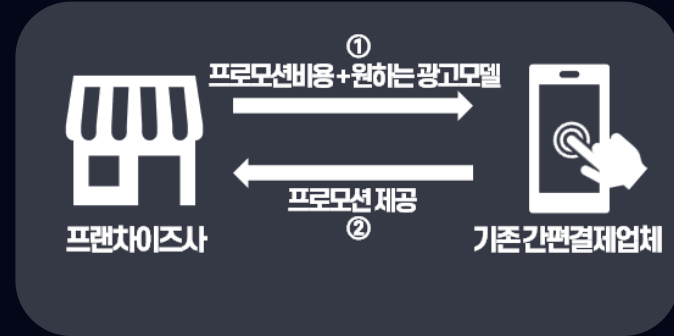 ①
프로모션비용+원하는 광고모델
프로모션 제공
②
프랜차이즈사
기존 간편결제업체